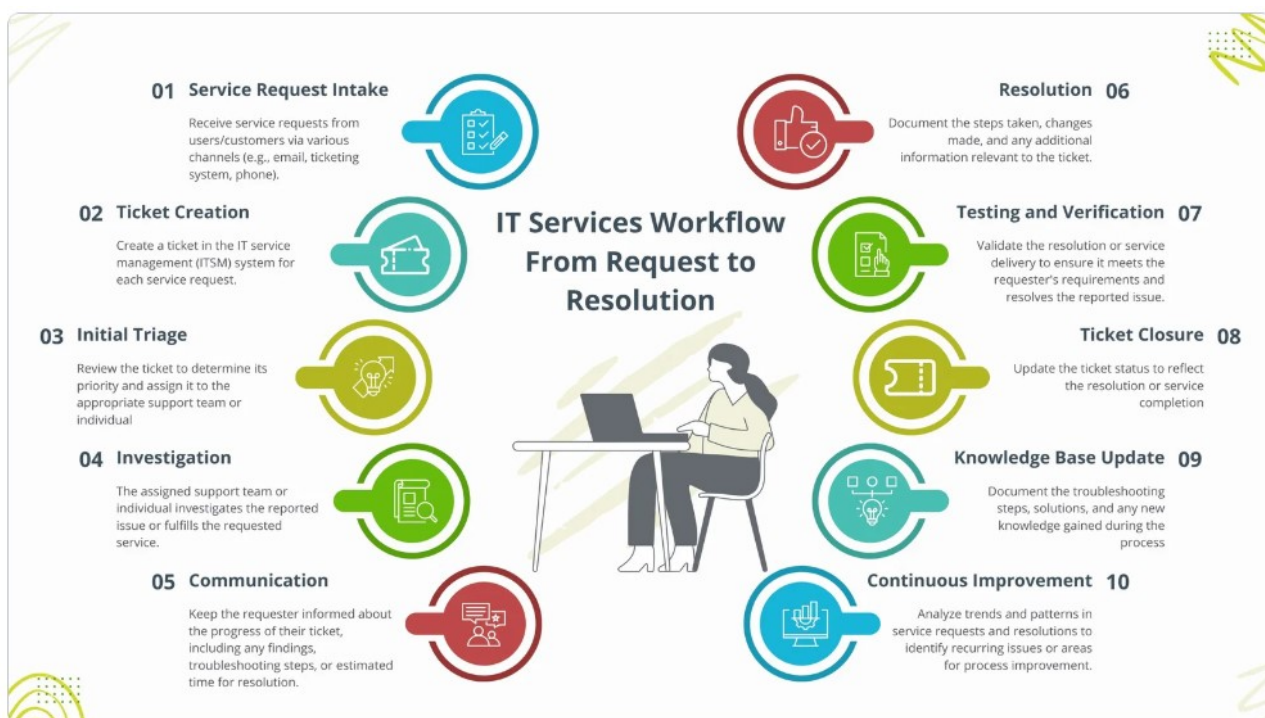 IT Services Workflow
From Request to
Resolution
01 Service Request Intake
Receive service requests from
users/customers via various
channels (e.g., email, ticketing
system, phone).
02 Ticket Creation
Create a ticket in the IT service
management (ITSM) system for
each service request.
03 Initial Triage
Review the ticket to determine its
priority and assign it to the
appropriate support team or
individual
04 Investigation
The assigned support team or
individual investigates the reported
issue or fulfills the requested
service.
05 Communication
Keep the requester informed about
the progress of their ticket,
including any findings,
troubleshooting steps, or estimated
time for resolution.
Resolution 06
Document the steps taken, changes
made, and any additional
information relevant to the ticket.
Testing and Verification 07
Validate the resolution or service
delivery to ensure it meets the
requester's requirements and
resolves the reported issue.
Ticket Closure 08
Update the ticket status to reflect
the resolution or service
completion
Knowledge Base Update 09
Document the troubleshooting
steps, solutions, and any new
knowledge gained during the
process
Continuous Improvement 10
Analyze trends and patterns in
service requests and resolutions to
identify recurring issues or areas
for process improvement.